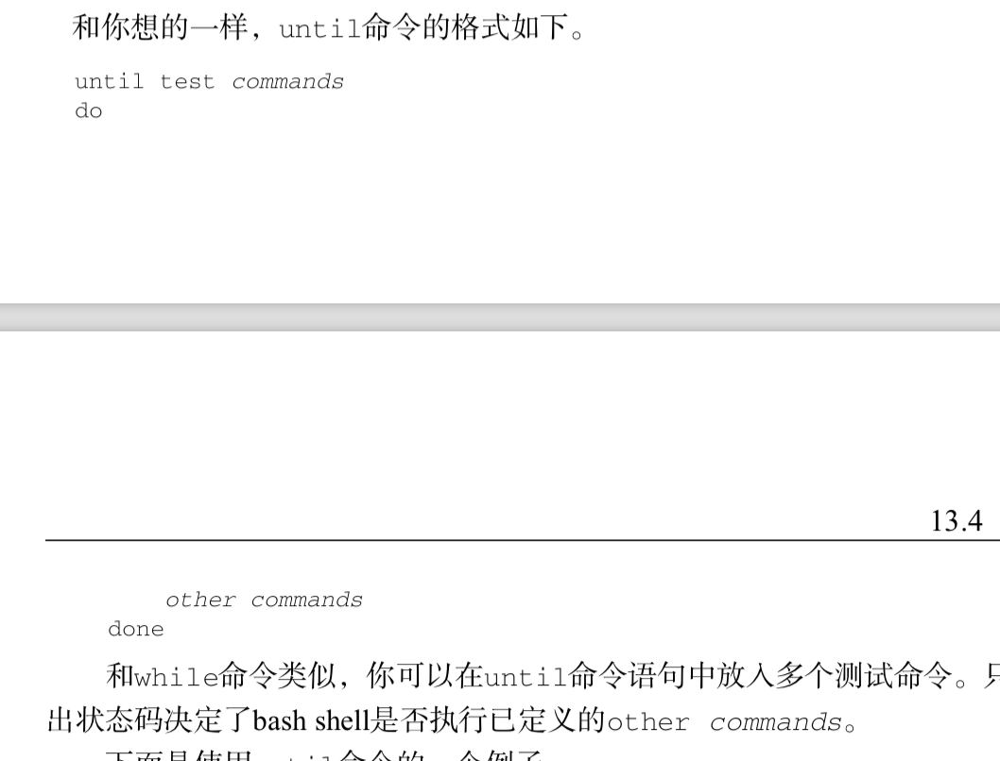 和你想的一样，until命令的格式如下。
until test commands
do
13.4
other commands
done
和while命令类似，你可以在until命令语句中放入多个测试命令。只
出状态码决定了bash shell是否执行已定义的other commands。
下面是使用until命令的一个例子